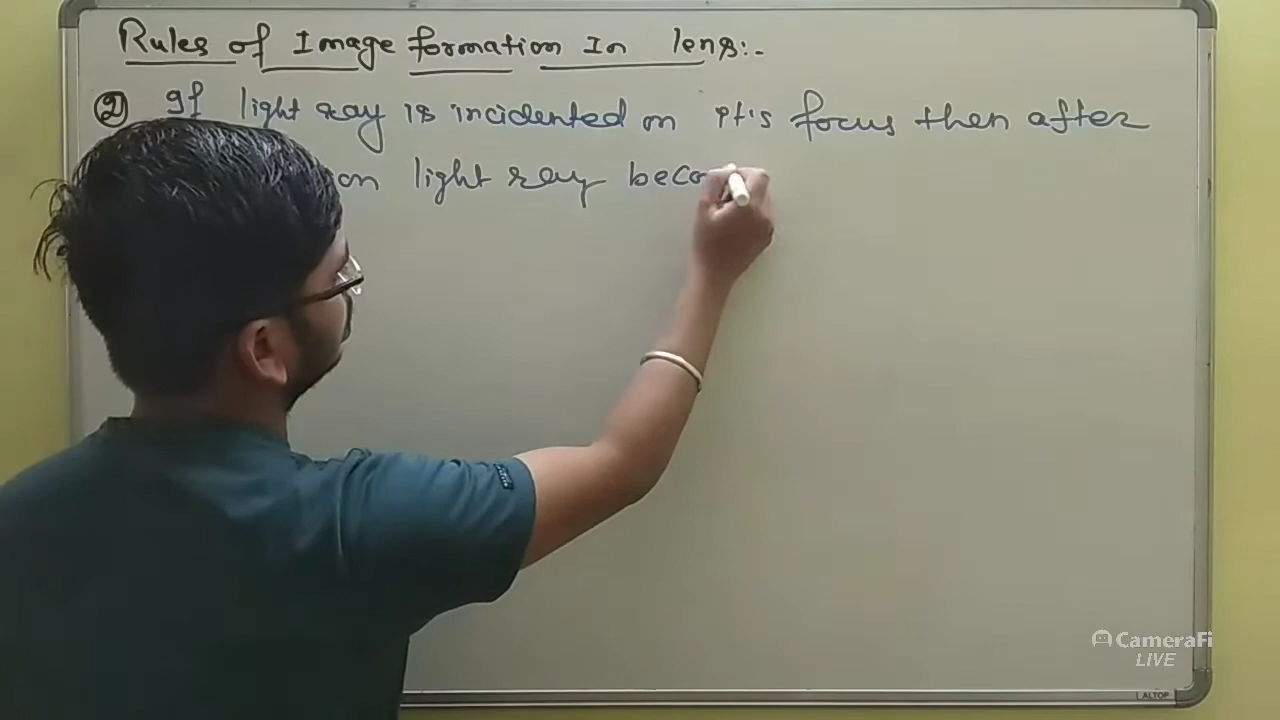 Rules of Image formation In lens:-
2) If light ray is incidented on it's focus then after
on light ray beco
CameraFi
LIVE
ALTOP